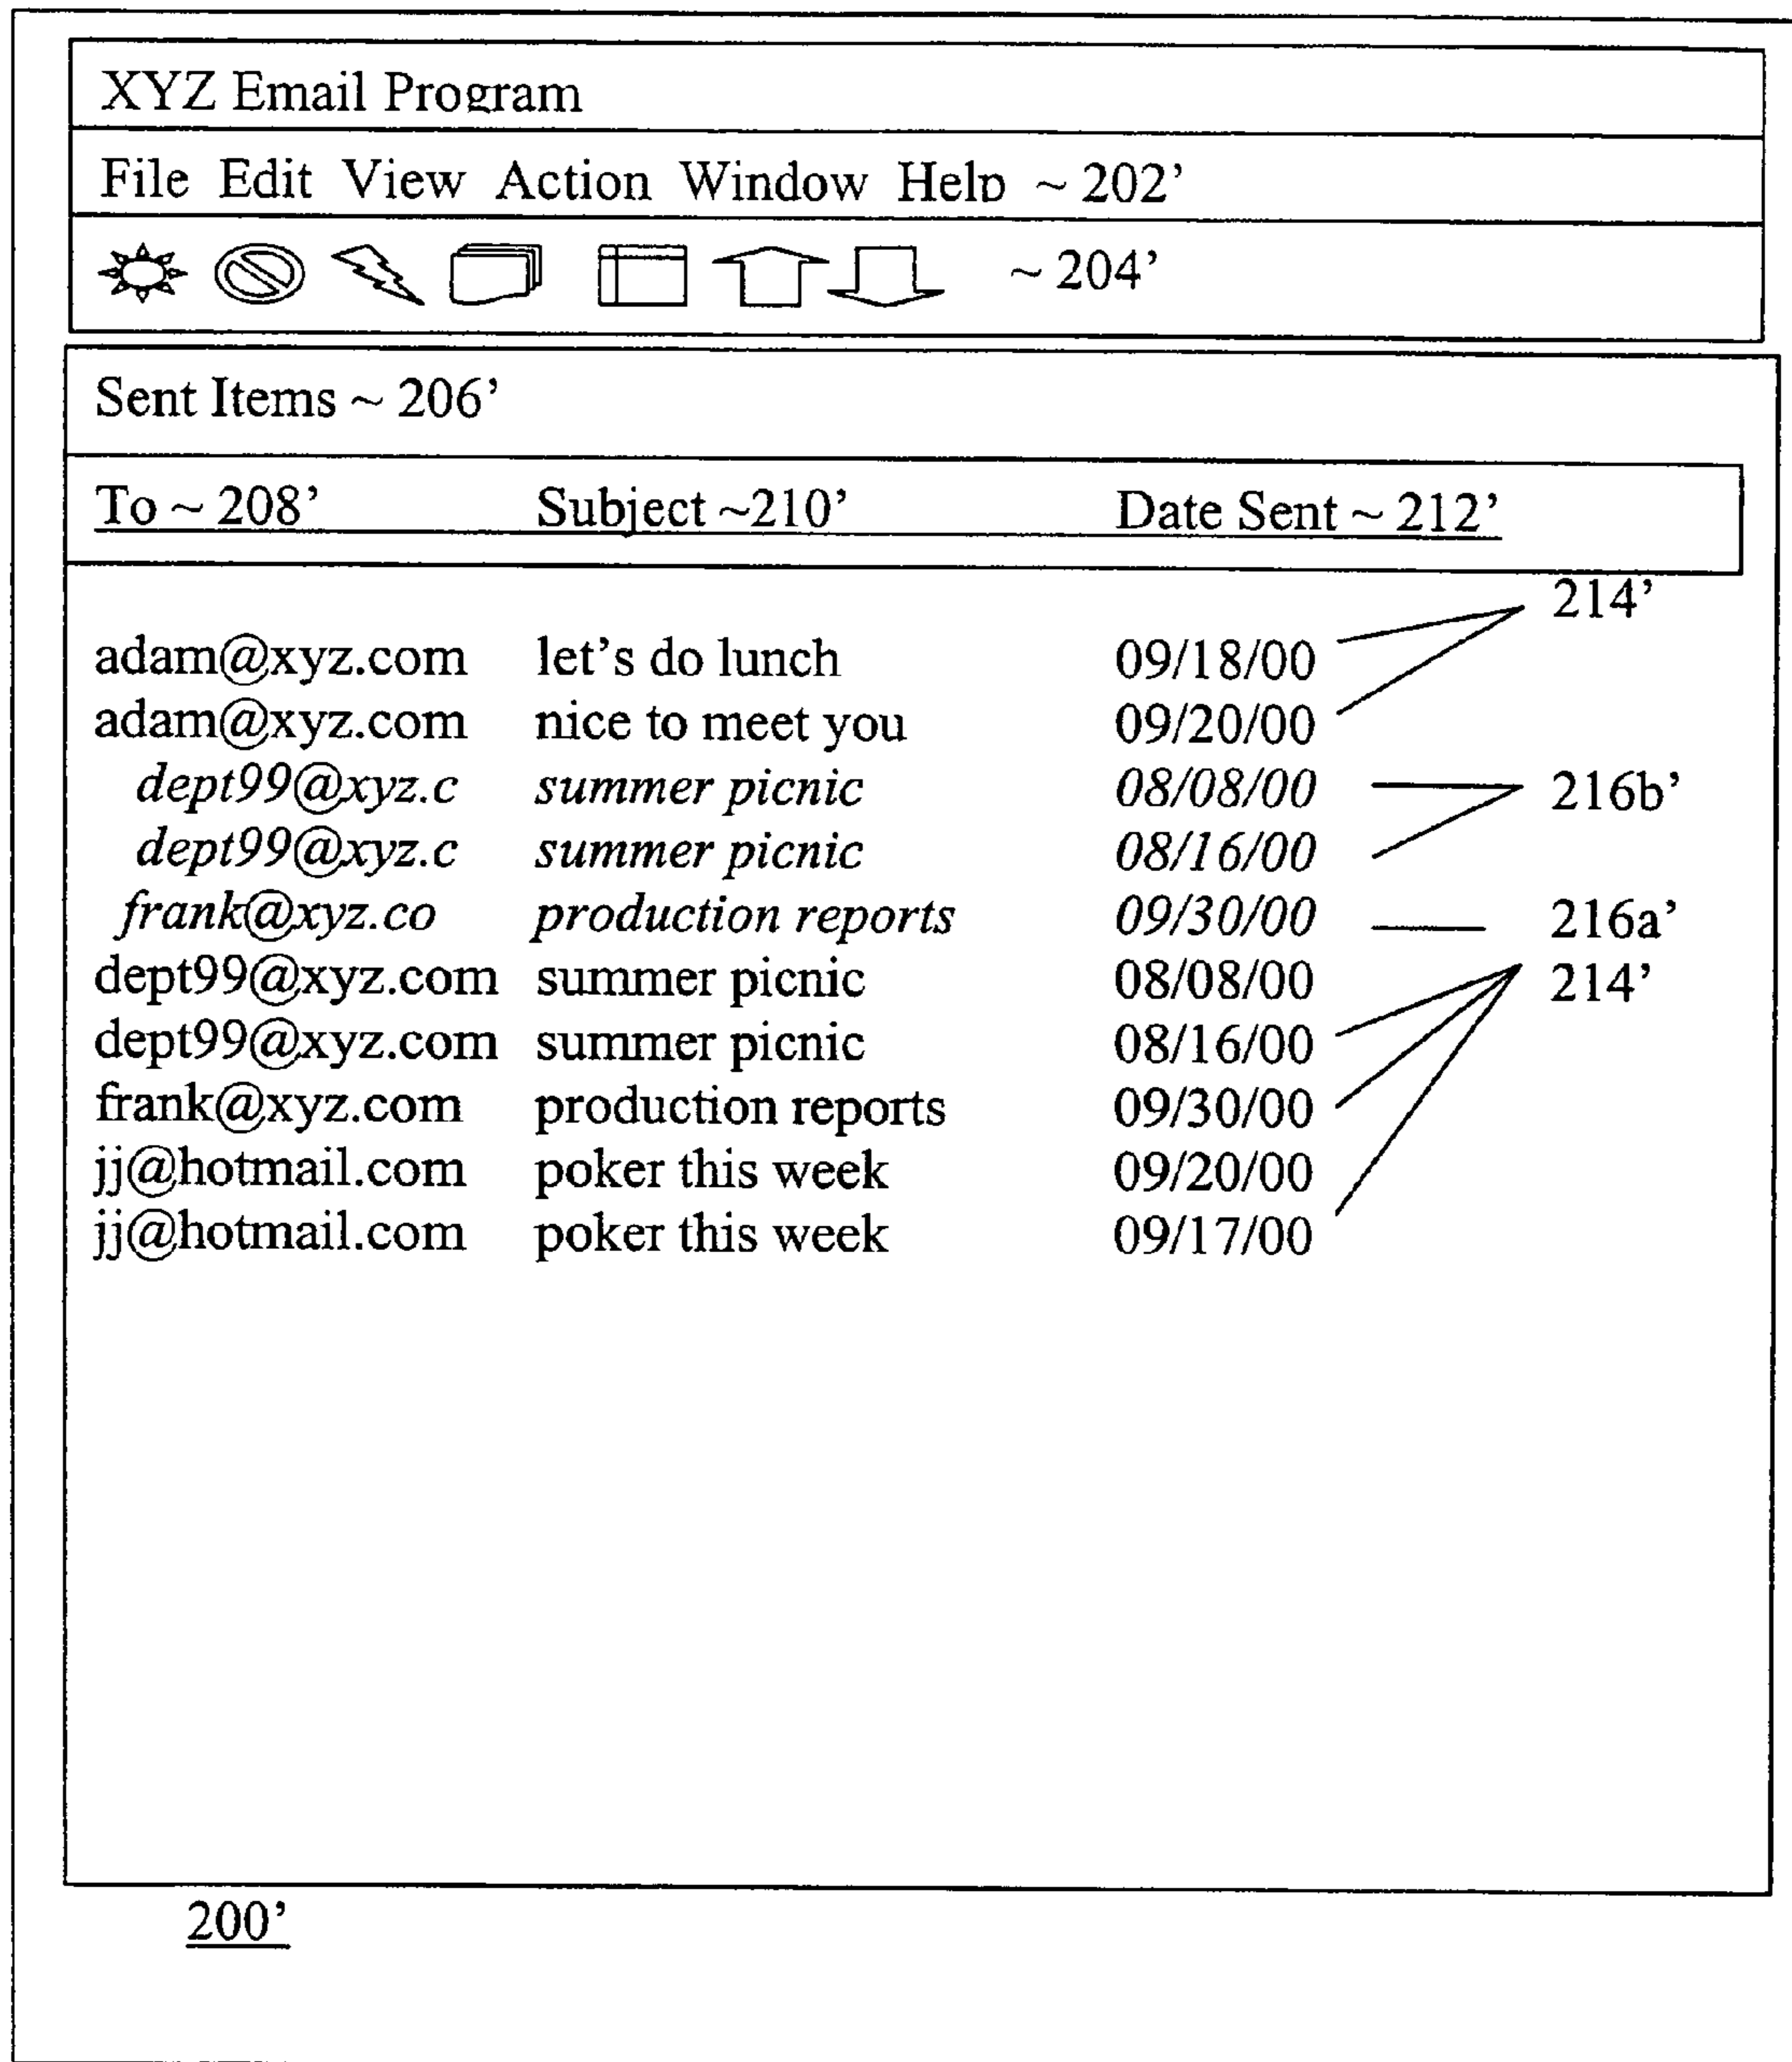 XYZ Email Program
File Edit View Action Window Help ~ 202’
~ 204’
Sent Items ~ 206’
To ~ 208’ Subject ~210’ Date Sent ~ 212’
214’
adam@xyz.com let’s do lunch 09/18/00
adam@xyz.com nice to meet you 09/20/00
dept99@xyz.c summer picnic 08/08/00 216b’
dept99@xyz.c summer picnic 08/16/00
frank@xyz.co production reports 09/30/00 216a’
dept99@xyz.com summer picnic 08/08/00 214’
dept99@xyz.com summer picnic 08/16/00
frank@xyz.com production reports 09/30/00
jj@hotmail.com poker this week 09/20/00
jj@hotmail.com poker this week 09/17/00
200’